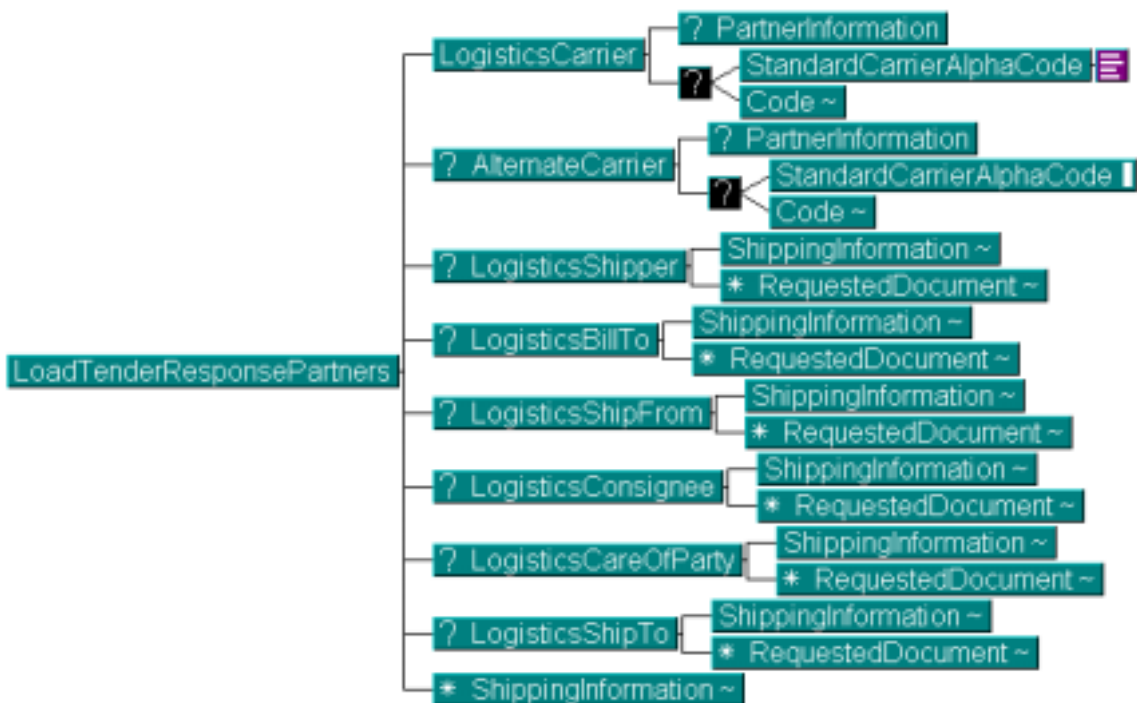 ? PartnerInformation
LogisticsCarrier
StandardCarrierAlphaCode
?
Code ~
? PartnerInformation
? AlternateCarrier
StandardCarrierAlphaCode
?
Code ~
ShippingInformation ~
? LogisticsShipper
* RequestedDocument ~
ShippingInformation ~
? LogisticsBillTo
* RequestedDocument ~
LoadTenderResponsePartners
ShippingInformation ~
? LogisticsShipFrom
* RequestedDocument ~
ShippingInformation ~
? LogisticsConsignee
* RequestedDocument ~
ShippingInformation ~
? LogisticsCareOfParty
* RequestedDocument ~
ShippingInformation ~
? LogisticsShipTo
* RequestedDocument ~
* ShippingInformation ~